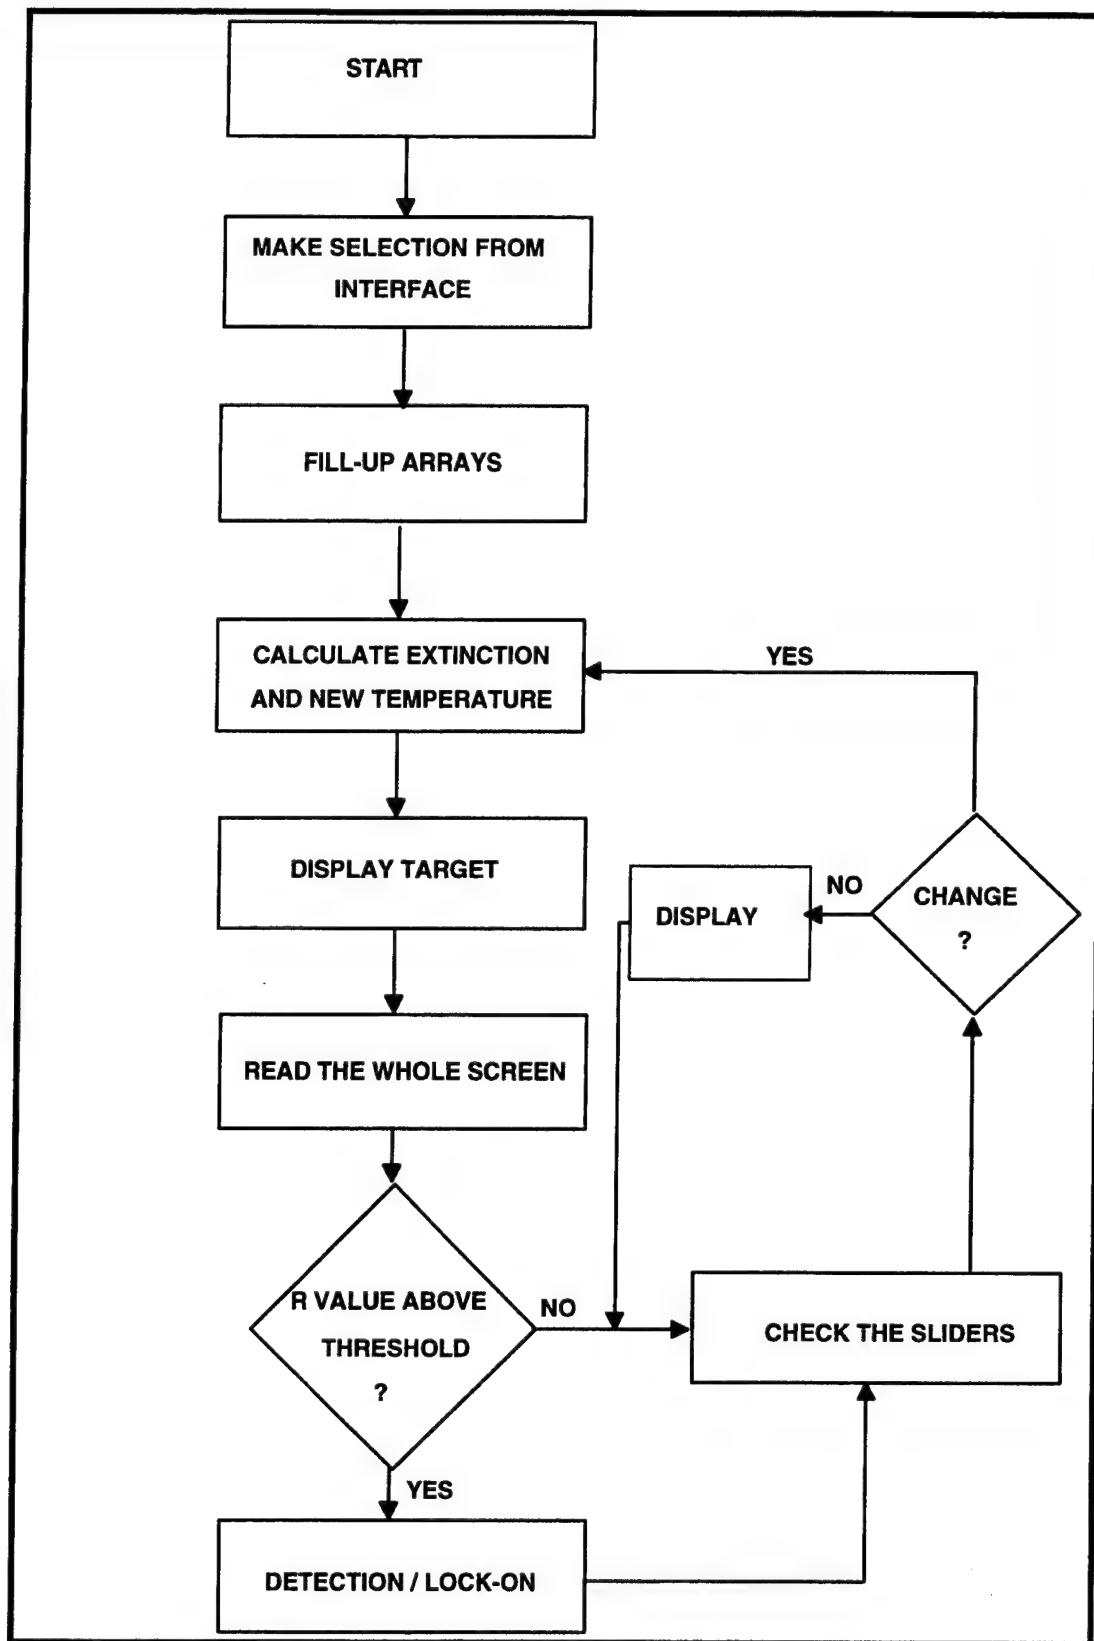 START
MAKE SELECTION FROM
INTERFACE
FILL-UP ARRAYS
CALCULATE EXTINCTION
AND NEW TEMPERATURE
YES
DISPLAY TARGET
DISPLAY
NO
CHANGE
?
READ THE WHOLE SCREEN
R VALUE ABOVE
THRESHOLD
?
NO
CHECK THE SLIDERS
YES
DETECTION / LOCK-ON